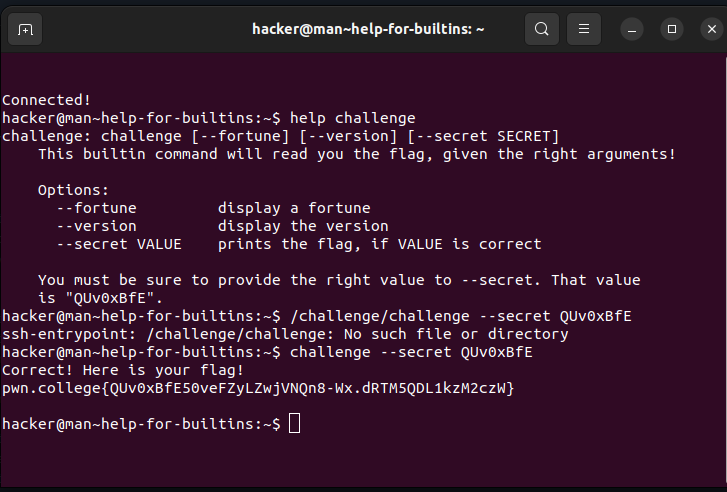 hacker@man~help-for-builtins: ~
Connected!
hacker@man~help-for-builtins:~$ help challenge
challenge: challenge [--fortune] [--version] [--secret SECRET]
    This builtin command will read you the flag, given the right arguments!
    Options:
      --fortune         display a fortune
      --version         display the version
      --secret VALUE    prints the flag, if VALUE is correct
    You must be sure to provide the right value to --secret. That value
    is "QUv0xBfE".
hacker@man~help-for-builtins:~$ /challenge/challenge --secret QUv0xBfE
ssh-entrypoint: /challenge/challenge: No such file or directory
hacker@man~help-for-builtins:~$ challenge --secret QUv0xBfE
Correct! Here is your flag!
pwn.college{QUv0xBfE50veFZyLZwjVNQn8-Wx.dRTM5QDL1kzM2czW}
hacker@man~help-for-builtins:~$